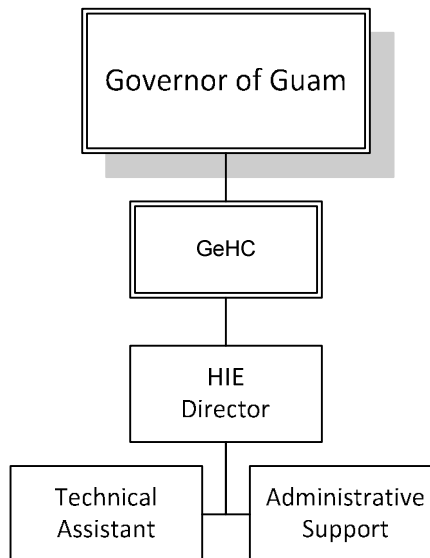 Governor of Guam
GeHC
HIE
Director
Technical
Assistant
Administrative
Support